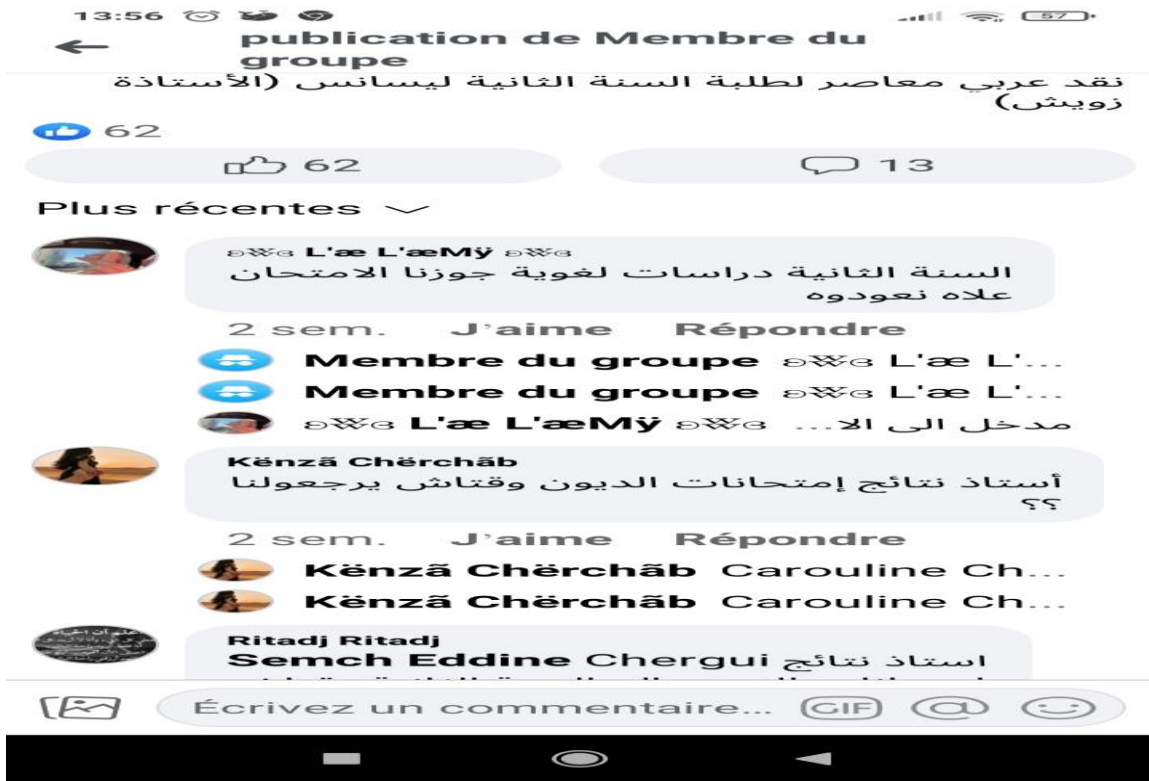 13:56
57
publication de Membre du
groupe
نقد عربي معاصر لطلبة السنة الثانية ليسانس (الأستاذة
زويش)
62
62
13
Plus récentes
ʚ꧁ɞ L'æ L'æMÿ ʚ꧁ɞ
السنة الثانية دراسات لغوية جوزنا الامتحان
علاه نعودوه
2 sem. J'aime Répondre
Membre du groupe L'æ L'...
Membre du groupe L'æ L'...
L'æ L'æMÿ مدخل الى الا...
Kënzã Chërchãb
أستاذ نتائج إمتحانات الديون وقتاش يرجعولنا
؟؟
2 sem. J'aime Répondre
Kënzã Chërchãb Carouline Ch...
Kënzã Chërchãb Carouline Ch...
Ritadj Ritadj
Semch Eddine Chergui استاذ نتائج
Écrivez un commentaire...
GIF